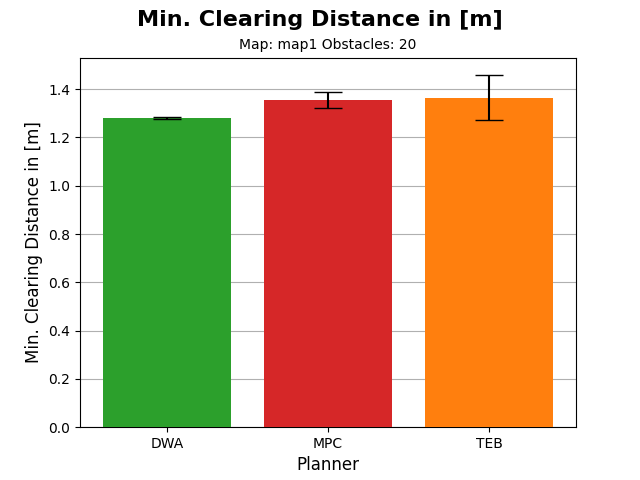 Min. Clearing Distance in [m]
Map: map1 Obstacles: 20
Min. Clearing Distance in [m]
1.4
1.2
1.0
0.8
0.6
0.4
0.2
0.0
DWA MPC TEB
Planner